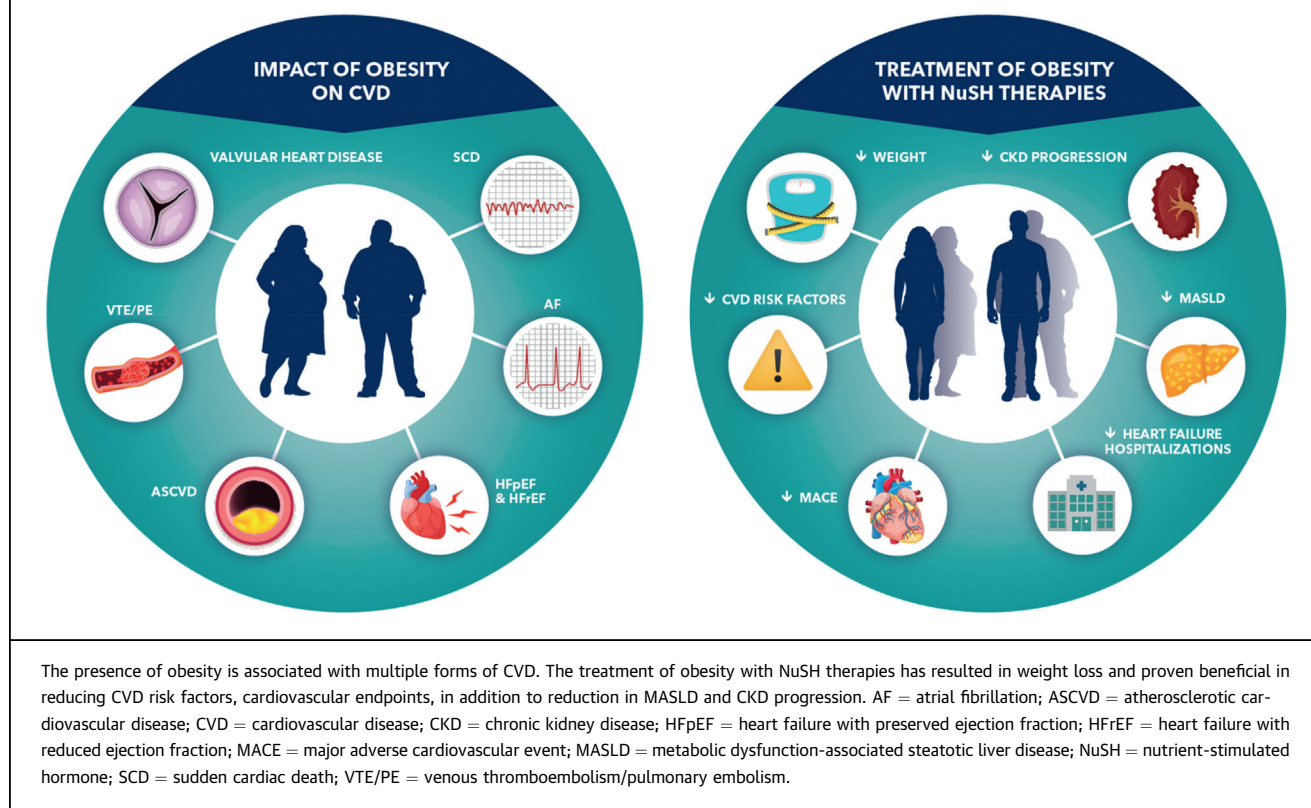 IMPACT OF OBESITY
ON CVD
VALVULAR HEART DISEASE
SCD
VTE/PE
AF
ASCVD
HFpEF
& HFrEF
TREATMENT OF OBESITY
WITH NuSH THERAPIES
↓ WEIGHT
↓ CKD PROGRESSION
↓ CVD RISK FACTORS
↓ MASLD
↓ HEART FAILURE
HOSPITALIZATIONS
↓ MACE
The presence of obesity is associated with multiple forms of CVD. The treatment of obesity with NuSH therapies has resulted in weight loss and proven beneficial in
reducing CVD risk factors, cardiovascular endpoints, in addition to reduction in MASLD and CKD progression. AF = atrial fibrillation; ASCVD = atherosclerotic car-
diovascular disease; CVD = cardiovascular disease; CKD = chronic kidney disease; HFpEF = heart failure with preserved ejection fraction; HFrEF = heart failure with
reduced ejection fraction; MACE = major adverse cardiovascular event; MASLD = metabolic dysfunction-associated steatotic liver disease; NuSH = nutrient-stimulated
hormone; SCD = sudden cardiac death; VTE/PE = venous thromboembolism/pulmonary embolism.